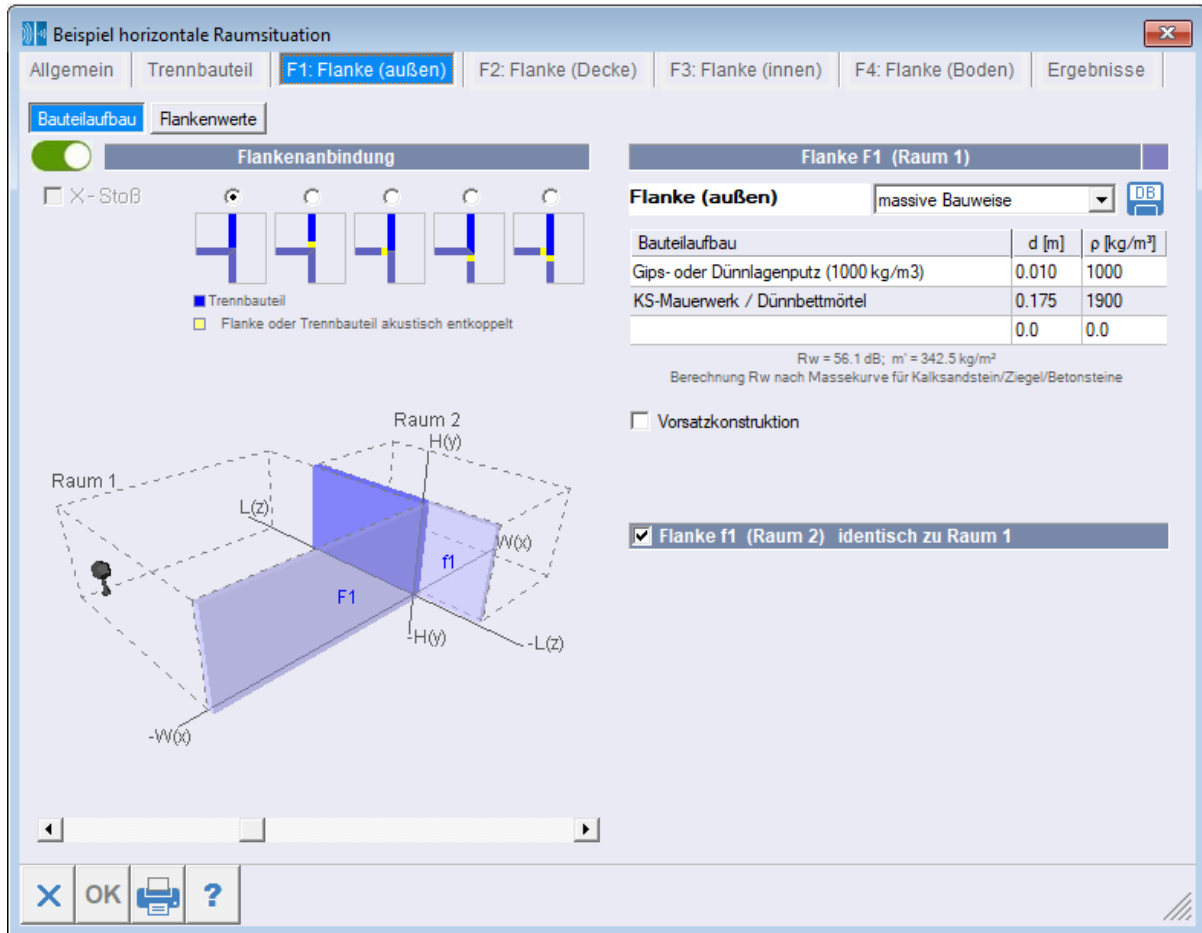 Beispiel horizontale Raumsituation
Allgemein Trennbauteil F1: Flanke (außen) F2: Flanke (Decke) F3: Flanke (innen) F4: Flanke (Boden) Ergebnisse
Bauteilaufbau Flankenwerte
Flankenanbindung
X - Stoß
Trennbauteil
Flanke oder Trennbauteil akustisch entkoppelt
Raum 2
H(y)
Raum 1
L(z)
W(x)
f1
F1
-H(y)
-L(z)
-W(x)
Flanke F1 (Raum 1)
Flanke (außen) massive Bauweise DB
Bauteilaufbau d [m] ρ [kg/m³]
Gips- oder Dünnlagenputz (1000 kg/m3) 0.010 1000
KS-Mauerwerk / Dünnbettmörtel 0.175 1900
0.0 0.0
Rw = 56.1 dB; m' = 342.5 kg/m²
Berechnung Rw nach Massekurve für Kalksandstein/Ziegel/Betonsteine
Vorsatzkonstruktion
Flanke f1 (Raum 2) identisch zu Raum 1
OK ?